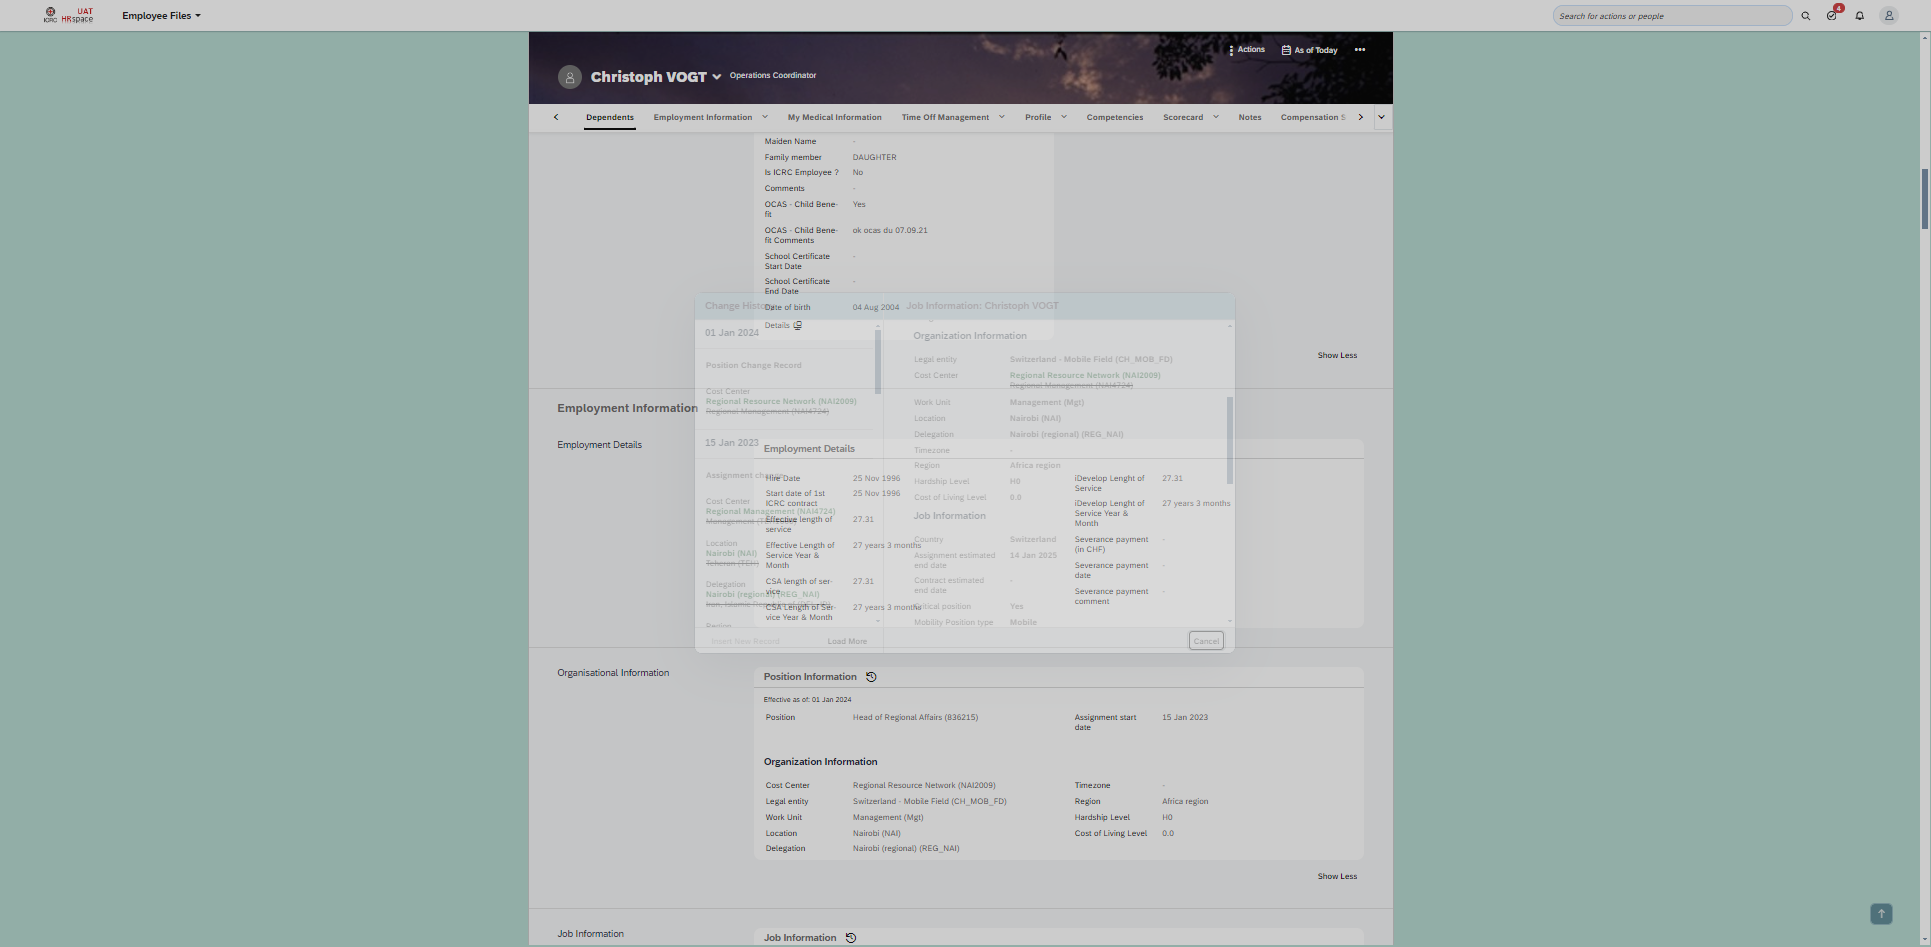 ICRC
UAT
HRspace
Employee Files
Search for actions or people
4
Actions
As of Today
Christoph VOGT
Operations Coordinator
Dependents
Employment Information
My Medical Information
Time Off Management
Profile
Competencies
Scorecard
Notes
Compensation S
Maiden Name -
Family member DAUGHTER
Is ICRC Employee ? No
Comments -
OCAS - Child Bene-
fit
Yes
OCAS - Child Bene-
fit Comments
ok ocas du 07.09.21
School Certificate
Start Date
-
School Certificate
End Date
-
Date of birth 04 Aug 2004
Details
Show Less
Change History
01 Jan 2024
Position Change Record
Cost Center
Regional Resource Network (NAI2009)
Regional Management (NAI4724)
15 Jan 2023
Assignment change
Cost Center
Regional Management (NAI4724)
Location
Nairobi (NAI)
Teheran (TEH)
Delegation
Nairobi (regional) (REG_NAI)
Region
Insert New Record
Load More
Job Information: Christoph VOGT
Organization Information
Legal entity Switzerland - Mobile Field (CH_MOB_FD)
Cost Center Regional Resource Network (NAI2009)
Regional Management (NAI4724)
Work Unit Management (Mgt)
Location Nairobi (NAI)
Delegation Nairobi (regional) (REG_NAI)
Timezone -
Region Africa region
Hardship Level H0
Cost of Living Level 0.0
Job Information
Country Switzerland
Assignment estimated
end date
14 Jan 2025
Contract estimated
end date
-
Critical position Yes
Mobility Position type Mobile
Cancel
Employment Information
Employment Details
Employment Details
Hire Date 25 Nov 1996
Start date of 1st
ICRC contract
25 Nov 1996
Effective length of
service
27.31
Effective Length of
Service Year &
Month
27 years 3 months
CSA length of ser-
vice
27.31
CSA Length of Ser-
vice Year & Month
27 years 3 months
iDevelop Lenght of
Service
27.31
iDevelop Lenght of
Service Year &
Month
27 years 3 months
Severance payment
(in CHF)
-
Severance payment
date
-
Severance payment
comment
-
Organisational Information
Position Information
Effective as of: 01 Jan 2024
Position Head of Regional Affairs (836215)
Assignment start
date
15 Jan 2023
Organization Information
Cost Center Regional Resource Network (NAI2009)
Legal entity Switzerland - Mobile Field (CH_MOB_FD)
Work Unit Management (Mgt)
Location Nairobi (NAI)
Delegation Nairobi (regional) (REG_NAI)
Timezone -
Region Africa region
Hardship Level H0
Cost of Living Level 0.0
Show Less
Job Information
Job Information